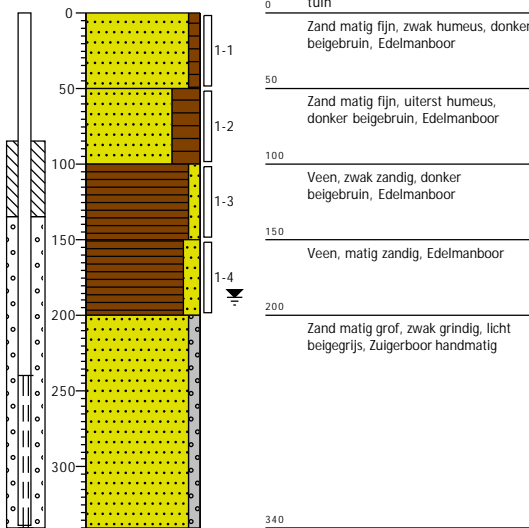 0
50
100
150
200
250
300
1-1
1-2
1-3
1-4
0
tuin
Zand matig fijn, zwak humeus, donker
beigebruin, Edelmanboor
50
Zand matig fijn, uiterst humeus,
donker beigebruin, Edelmanboor
100
Veen, zwak zandig, donker
beigebruin, Edelmanboor
150
Veen, matig zandig, Edelmanboor
200
Zand matig grof, zwak grindig, licht
beigegrijs, Zuigerboor handmatig
340